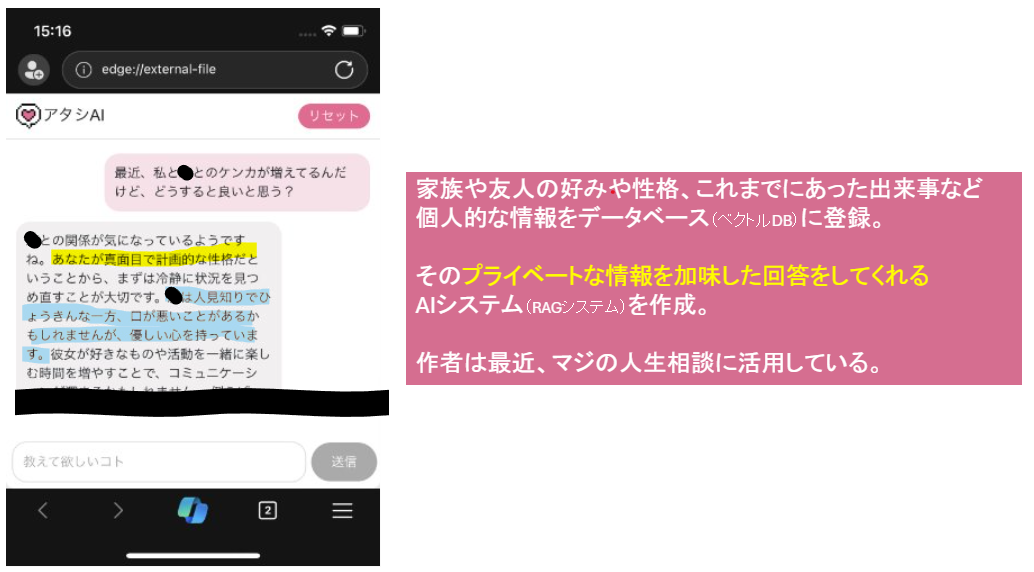 15:16
edge://external-file
アタシAI
リセット
最近、私と とのケンカが増えてるんだ
けど、どうすると良いと思う？
との関係が気になっているようです
ね。あなたが真面目で計画的な性格だと
いうことから、まずは冷静に状況を見つ
め直すことが大切です。 は人見知りでひ
ょうきんな一方、口が悪いことがあるか
もしれませんが、優しい心を持っていま
す。彼女が好きなものや活動を一緒に楽し
む時間を増やすことで、コミュニケーシ
教えて欲しいコト
送信
2
家族や友人の好みや性格、これまでにあった出来事など
個人的な情報をデータベース（ベクトルDB）に登録。
そのプライベートな情報を加味した回答をしてくれる
AIシステム（RAGシステム）を作成。
作者は最近、マジの人生相談に活用している。